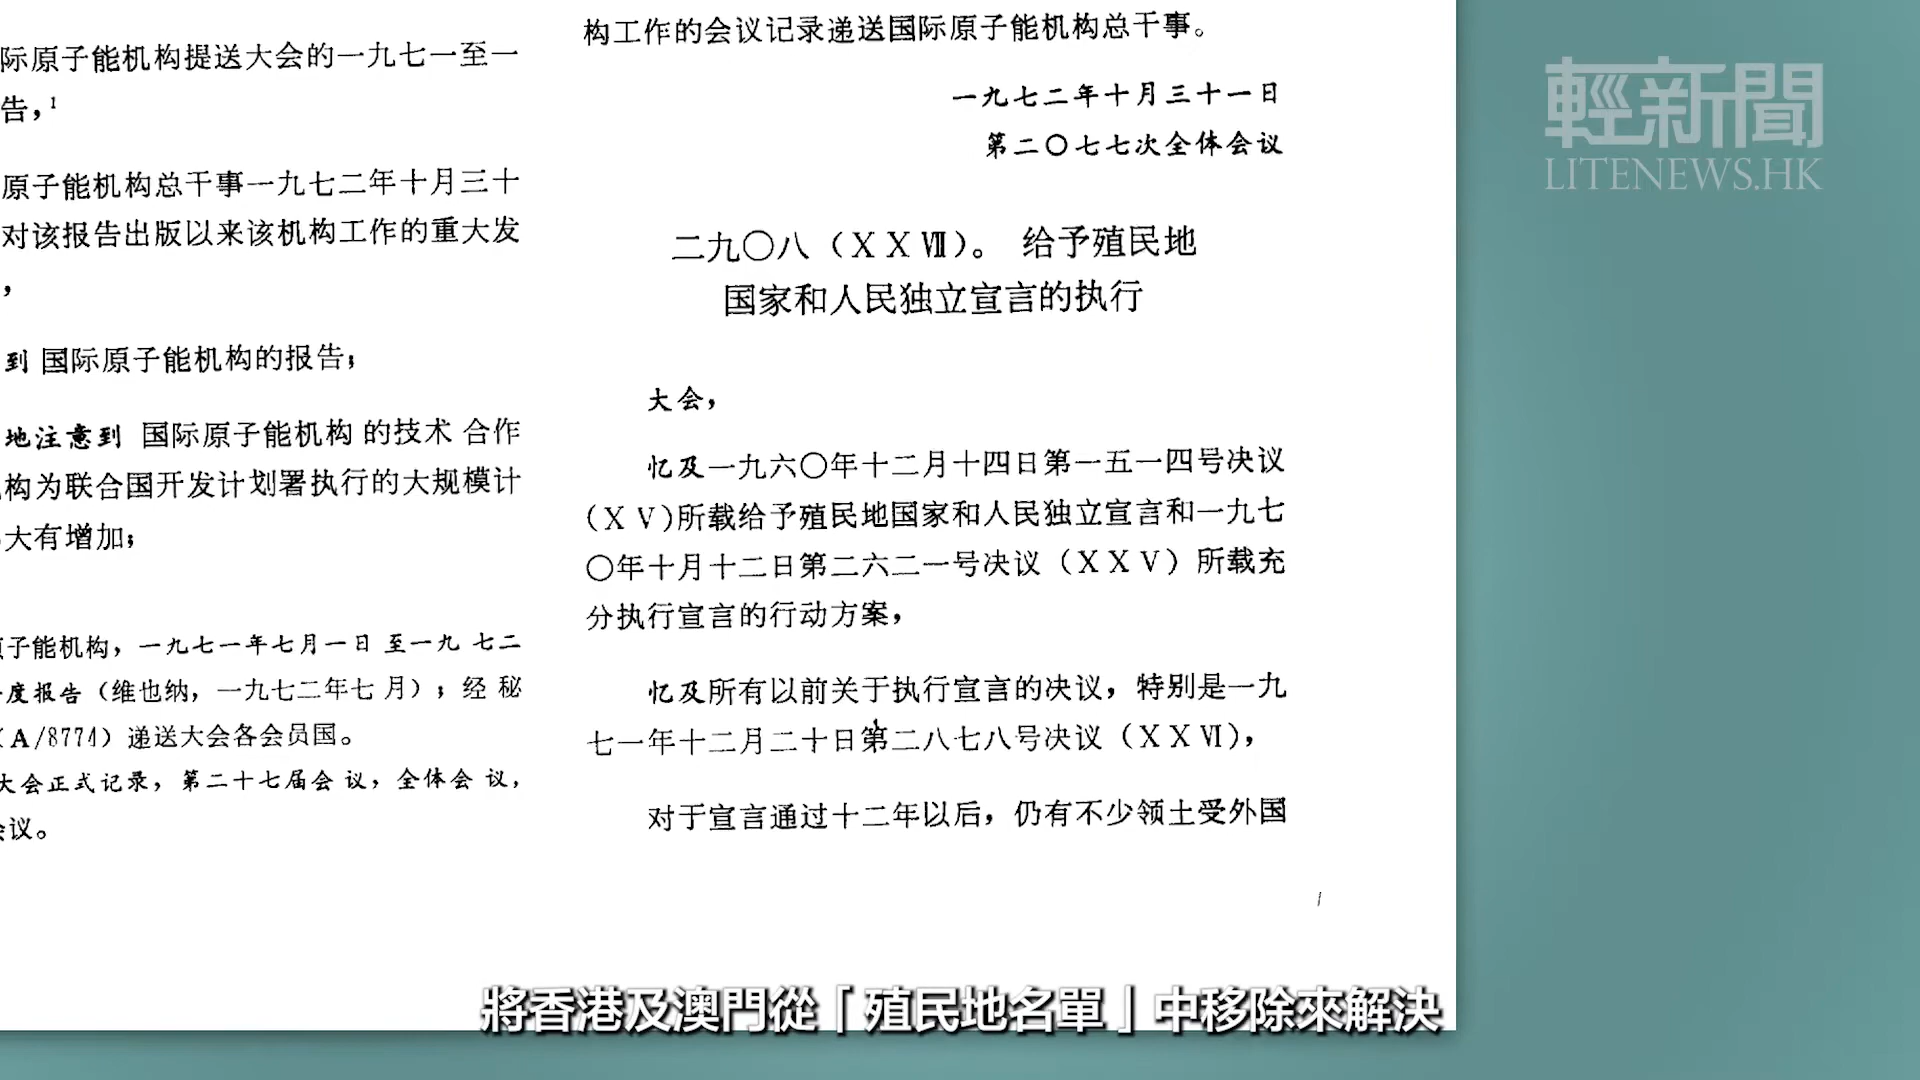 际原子能机构提送大会的一九七一至一
告，¹
原子能机构总干事一九七二年十月三十
对该报告出版以来该机构工作的重大发
，
到 国际原子能机构的报告；
地注意到 国际原子能机构 的技术 合作
构为联合国开发计划署执行的大规模计
大有增加；
子能机构，一九七一年七月一日 至一九 七二
度报告（维也纳，一九七二年七 月）；经 秘
（A/8774）递送大会各会员国。
大会正式记录，第二十七届会 议，全体会 议，
议。
构工作的会议记录递送国际原子能机构总干事。
一九七二年十月三十一日
第二〇七七次全体会议
二九〇八（ＸＸⅦ）。 给予殖民地
国家和人民独立宣言的执行
大会，
忆及一九六〇年十二月十四日第一五一四号决议
（ＸＶ）所载给予殖民地国家和人民独立宣言和一九七
〇年十月十二日第二六二一号决议（ＸＸＶ）所载充
分执行宣言的行动方案，
忆及所有以前关于执行宣言的决议，特别是一九
七一年十二月二十日第二八七八号决议（ＸＸⅥ），
对于宣言通过十二年以后，仍有不少领土受外国
輕新聞
LITENEWS.HK
將香港及澳門從「殖民地名單」中移除來解決